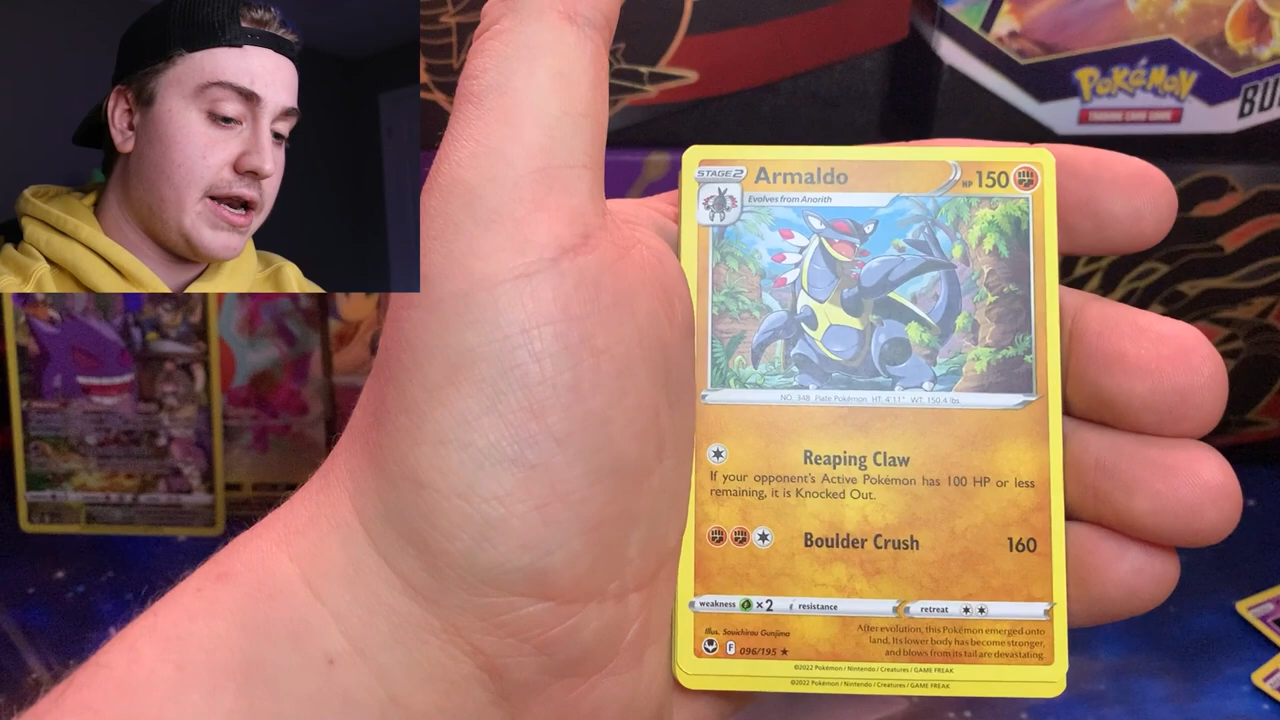 POKÉMON
TRADING CARD GAME
BU
STAGE 2
Armaldo
HP 150
Evolves from Anorith
NO. 348 Plate Pokémon HT. 4'11" WT. 150.4 lbs.
Reaping Claw
If your opponent's Active Pokémon has 100 HP or less
remaining, it is Knocked Out.
Boulder Crush 160
weakness ×2 resistance retreat
Illus. Souichirou Gunjima
F 096/195 ★
After evolution, this Pokémon emerged onto
land. Its lower body has become stronger,
and blows from its tail are devastating.
©2022 Pokémon / Nintendo / Creatures / GAME FREAK
©2022 Pokémon / Nintendo / Creatures / GAME FREAK